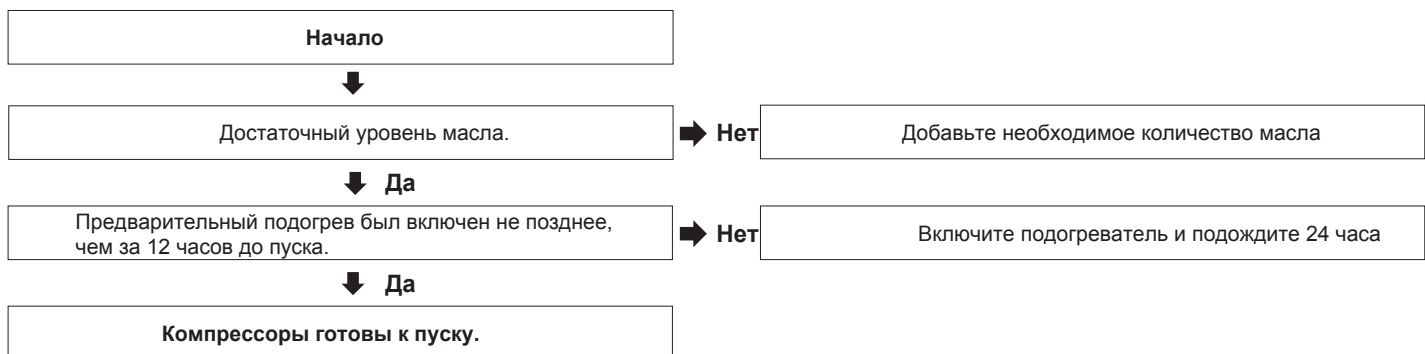 Начало
Достаточный уровень масла.
Нет
Добавьте необходимое количество масла
Да
Предварительный подогрев был включен не позднее,
чем за 12 часов до пуска.
Нет
Включите подогреватель и подождите 24 часа
Да
Компрессоры готовы к пуску.